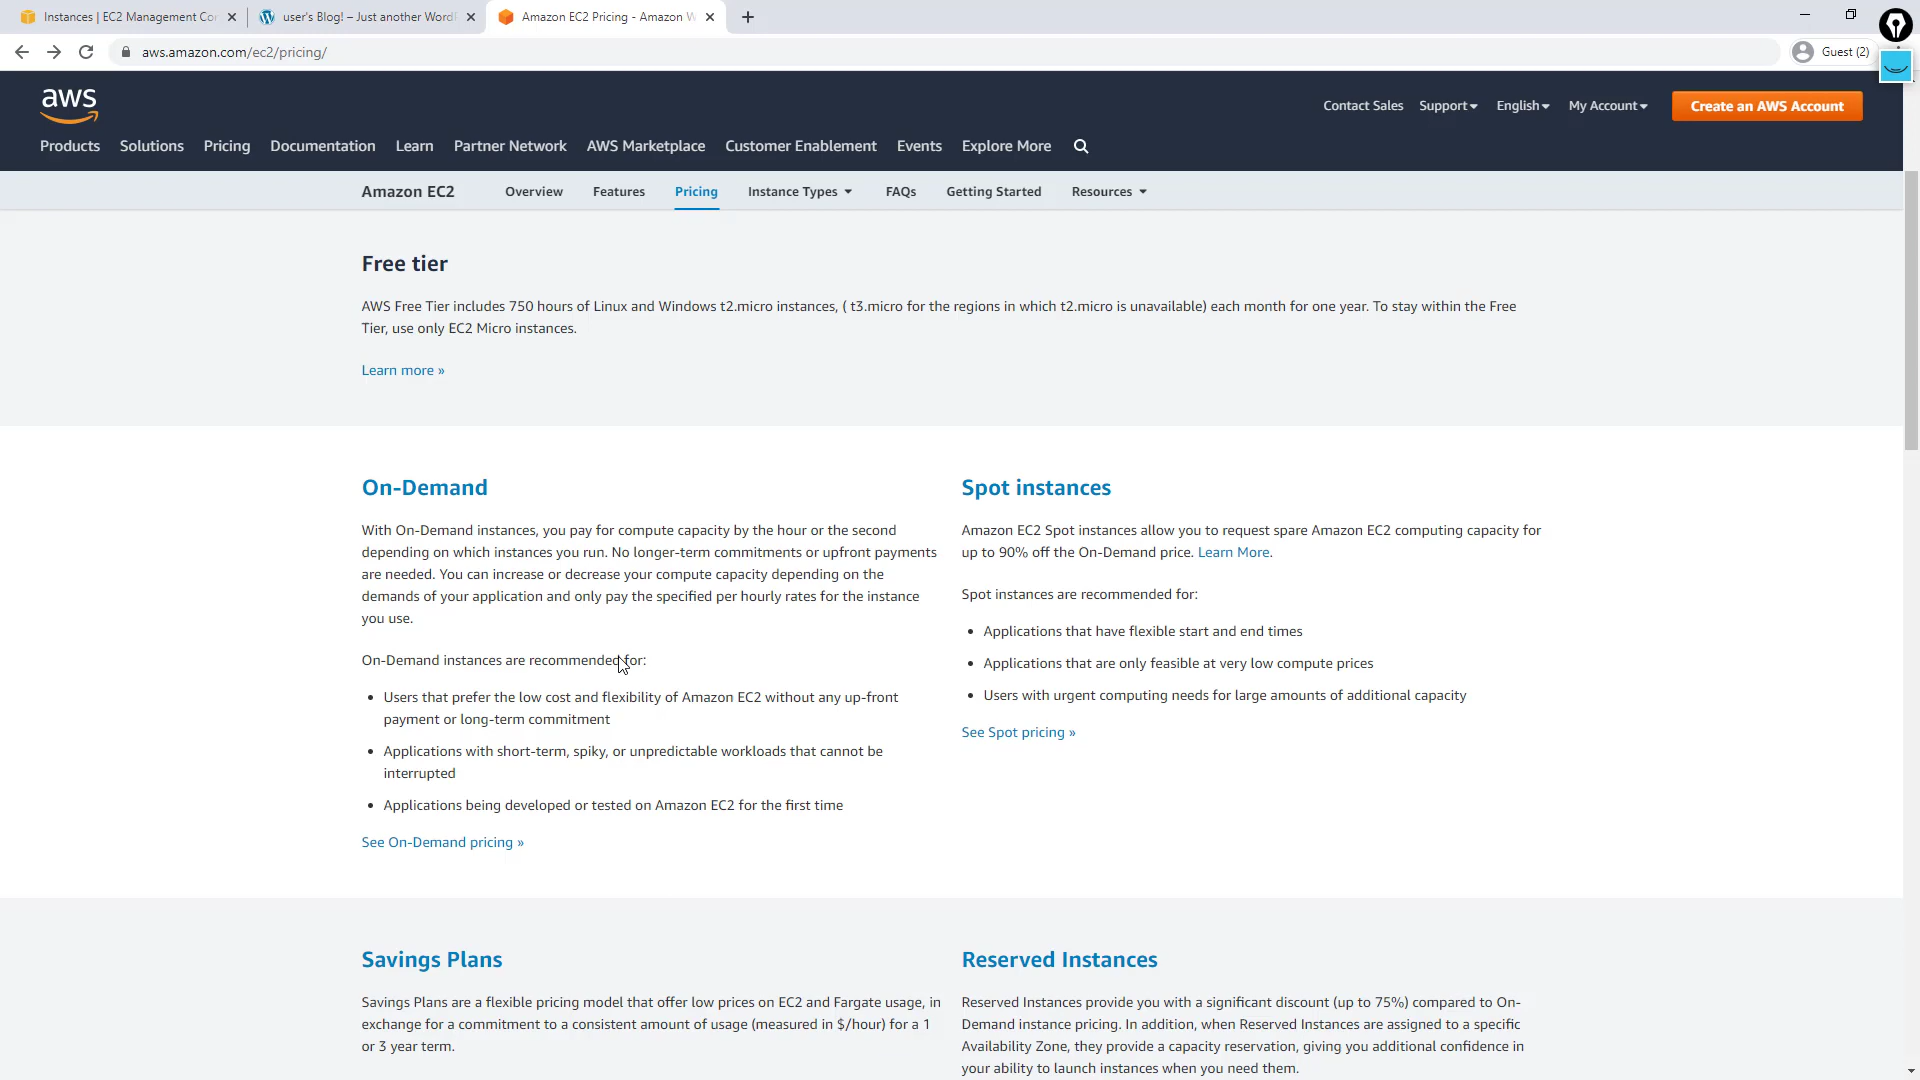 Instances | EC2 Management Con
user's Blog! – Just another WordP
Amazon EC2 Pricing - Amazon W
aws.amazon.com/ec2/pricing/
Guest (2)
aws
Contact Sales
Support
English
My Account
Create an AWS Account
Products
Solutions
Pricing
Documentation
Learn
Partner Network
AWS Marketplace
Customer Enablement
Events
Explore More
Amazon EC2
Overview
Features
Pricing
Instance Types
FAQs
Getting Started
Resources
Free tier
AWS Free Tier includes 750 hours of Linux and Windows t2.micro instances, ( t3.micro for the regions in which t2.micro is unavailable) each month for one year. To stay within the Free
Tier, use only EC2 Micro instances.
Learn more »
On-Demand
With On-Demand instances, you pay for compute capacity by the hour or the second
depending on which instances you run. No longer-term commitments or upfront payments
are needed. You can increase or decrease your compute capacity depending on the
demands of your application and only pay the specified per hourly rates for the instance
you use.
On-Demand instances are recommended for:
• Users that prefer the low cost and flexibility of Amazon EC2 without any up-front
payment or long-term commitment
• Applications with short-term, spiky, or unpredictable workloads that cannot be
interrupted
• Applications being developed or tested on Amazon EC2 for the first time
See On-Demand pricing »
Spot instances
Amazon EC2 Spot instances allow you to request spare Amazon EC2 computing capacity for
up to 90% off the On-Demand price. Learn More.
Spot instances are recommended for:
• Applications that have flexible start and end times
• Applications that are only feasible at very low compute prices
• Users with urgent computing needs for large amounts of additional capacity
See Spot pricing »
Savings Plans
Savings Plans are a flexible pricing model that offer low prices on EC2 and Fargate usage, in
exchange for a commitment to a consistent amount of usage (measured in $/hour) for a 1
or 3 year term.
Reserved Instances
Reserved Instances provide you with a significant discount (up to 75%) compared to On-
Demand instance pricing. In addition, when Reserved Instances are assigned to a specific
Availability Zone, they provide a capacity reservation, giving you additional confidence in
your ability to launch instances when you need them.